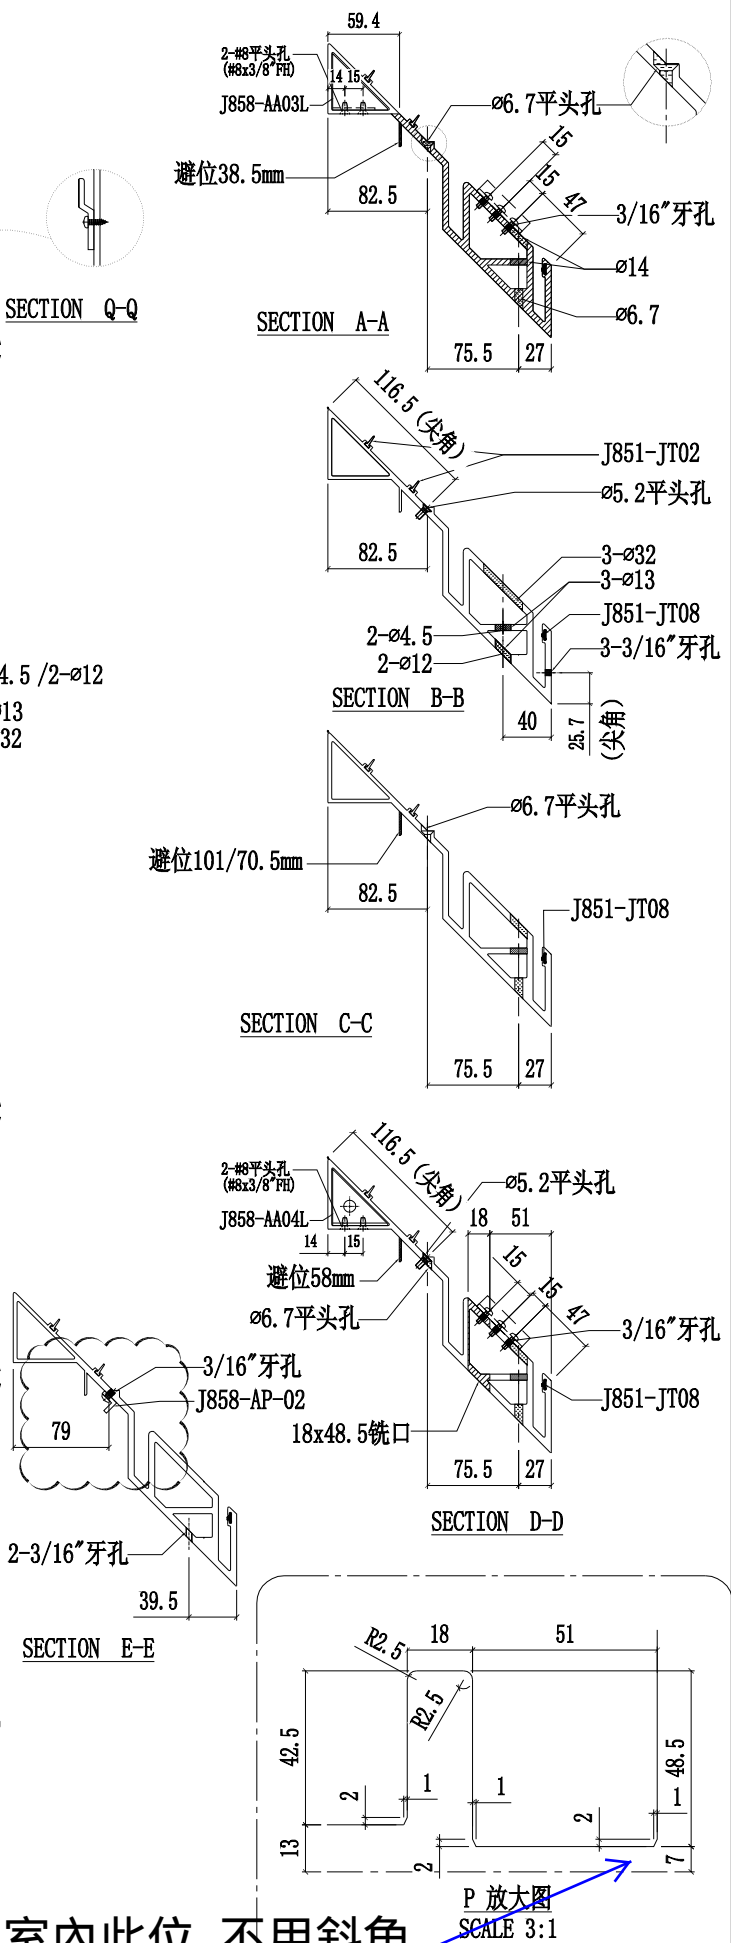 59.4
2-#8平头孔
(#8x3/8"FH)
14 15
J858-AA03L
ø6.7平头孔
避位38.5mm
82.5
15
15
47
3/16"牙孔
ø14
ø6.7
75.5 27
SECTION Q-Q
SECTION A-A
116.5 (尖角)
J851-JT02
ø5.2平头孔
82.5
3-ø32
3-ø13
J851-JT08
2-ø4.5
3-3/16"牙孔
2-ø12
4.5 /2-ø12
13
32
SECTION B-B
40
25.7
(尖角)
ø6.7平头孔
避位101/70.5mm
82.5
J851-JT08
SECTION C-C
75.5 27
116.5 (尖角)
2-#8平头孔
(#8x3/8"FH)
J858-AA04L
14 15
ø5.2平头孔
18 51
避位58mm
ø6.7平头孔
15
15
47
3/16"牙孔
J851-JT08
18x48.5铣口
75.5 27
SECTION D-D
3/16"牙孔
J858-AP-02
79
2-3/16"牙孔
39.5
SECTION E-E
R2.5
18 51
R2.5
42.5
48.5
2
1
1
2
1
13
2
7
P 放大图
SCALE 3:1
室內此位 不用斜角